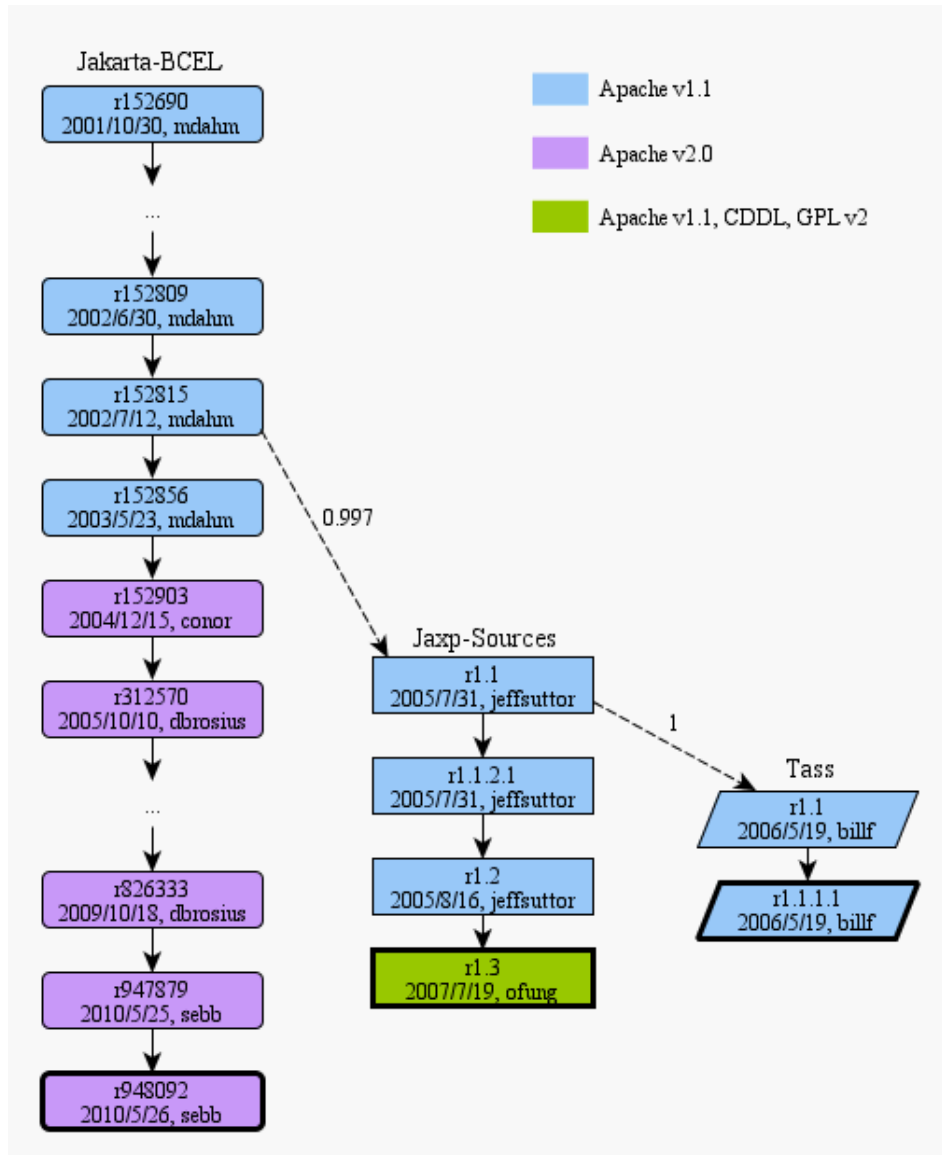 Jakarta-BCEL
r152690
2001/10/30, mdahm
...
r152809
2002/6/30, mdahm
r152815
2002/7/12, mdahm
r152856
2003/5/23, mdahm
r152903
2004/12/15, conor
r312570
2005/10/10, dbrosius
...
r826333
2009/10/18, dbrosius
r947879
2010/5/25, sebb
r948092
2010/5/26, sebb
Apache v1.1
Apache v2.0
Apache v1.1, CDDL, GPL v2
0.997
Jaxp-Sources
r1.1
2005/7/31, jeffsuttor
r1.1.2.1
2005/7/31, jeffsuttor
r1.2
2005/8/16, jeffsuttor
r1.3
2007/7/19, ofung
1
Tass
r1.1
2006/5/19, billf
r1.1.1.1
2006/5/19, billf